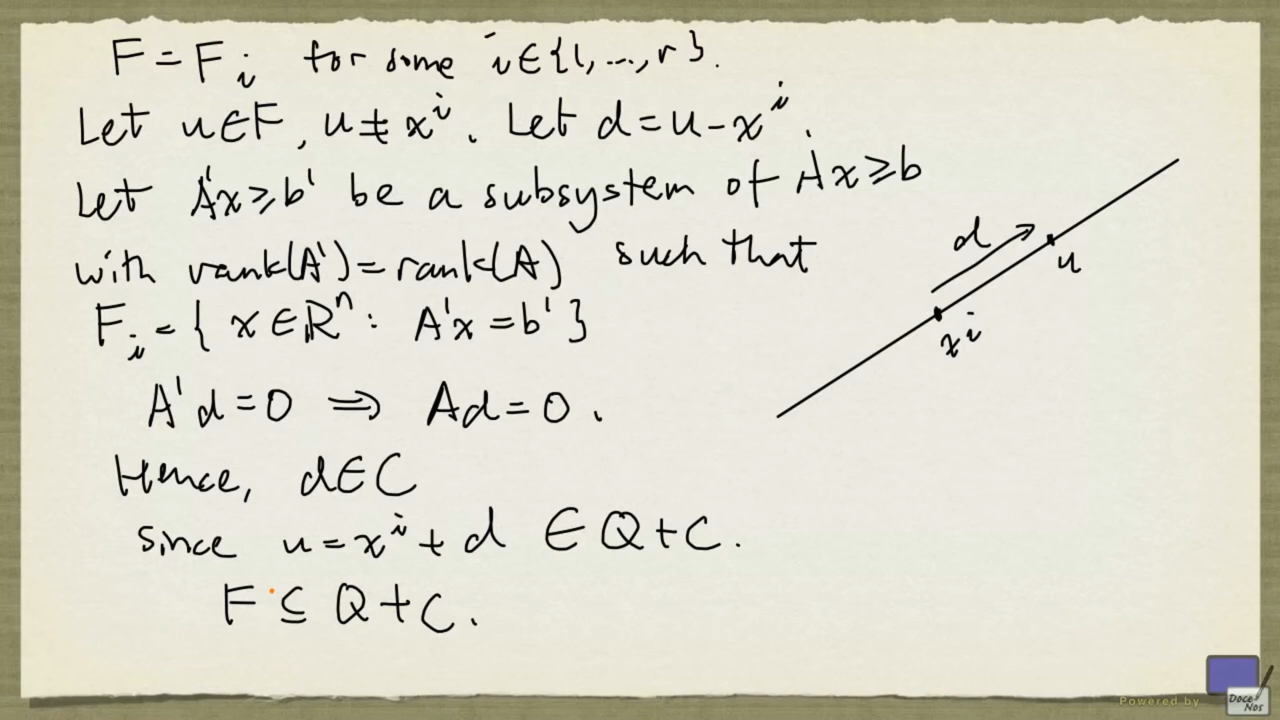 F = F_i for some i ∈ {1, ..., r}.
Let u ∈ F, u ≠ x^i. Let d = u - x^i.
Let A'x ≥ b' be a subsystem of Ax ≥ b
with rank(A') = rank(A) such that
F_i = { x ∈ R^n : A'x = b' }
A'd = 0 ⇒ Ad = 0.
Hence, d ∈ C
since u = x^i + d ∈ Q + C.
F ⊆ Q + C.
d
u
x^i
Powered by
Doce
Nos